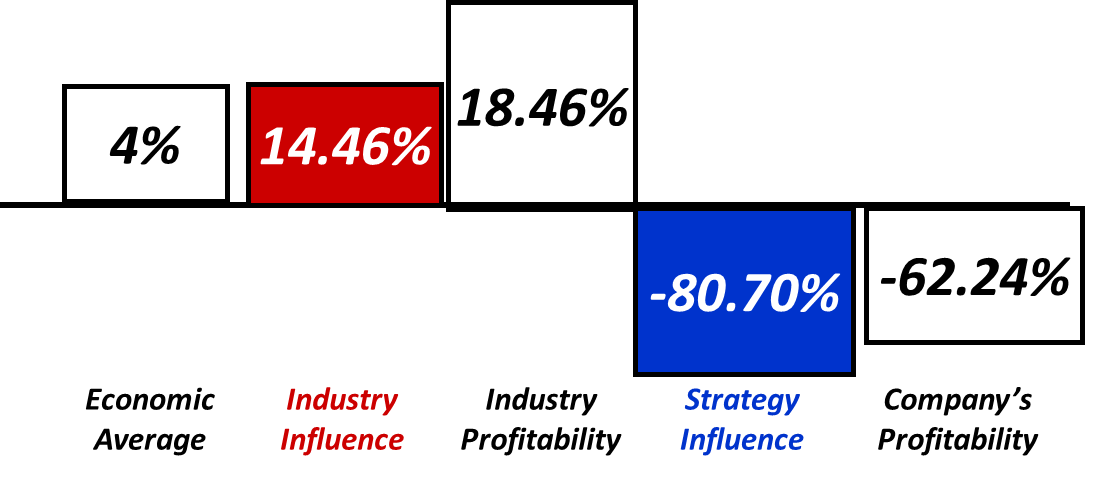 4%
14.46%
18.46%
-80.70%
-62.24%
Economic
Average
Industry
Influence
Industry
Profitability
Strategy
Influence
Company’s
Profitability